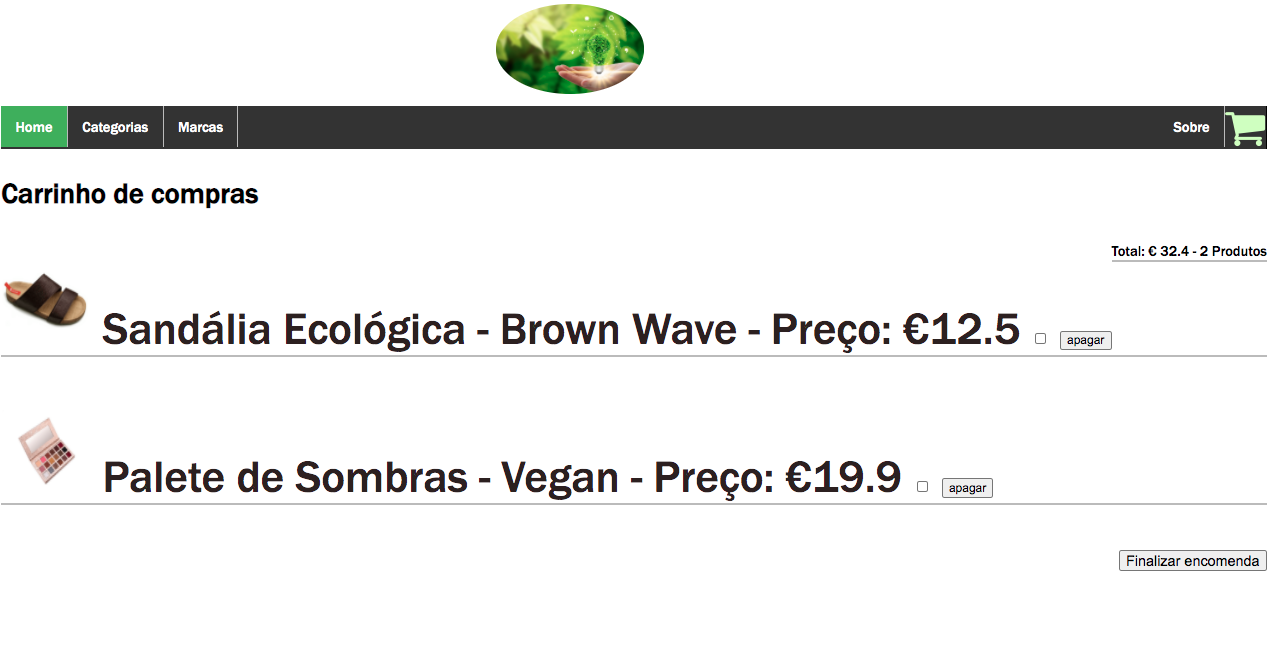 Home Categorias Marcas Sobre
Carrinho de compras
Total: € 32.4 - 2 Produtos
Sandália Ecológica - Brown Wave - Preço: €12.5 apagar
Palete de Sombras - Vegan - Preço: €19.9 apagar
Finalizar encomenda